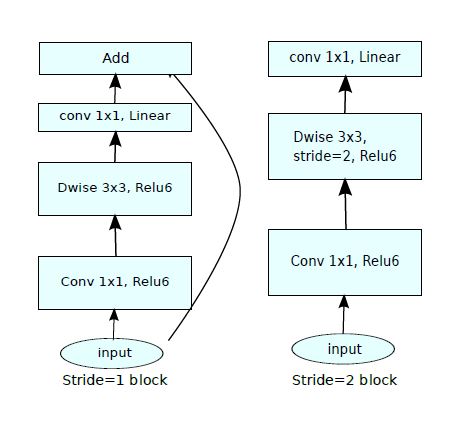 Add
conv 1x1, Linear
Dwise 3x3, Relu6
Conv 1x1, Relu6
input
Stride=1 block
conv 1x1, Linear
Dwise 3x3,
stride=2, Relu6
Conv 1x1, Relu6
input
Stride=2 block